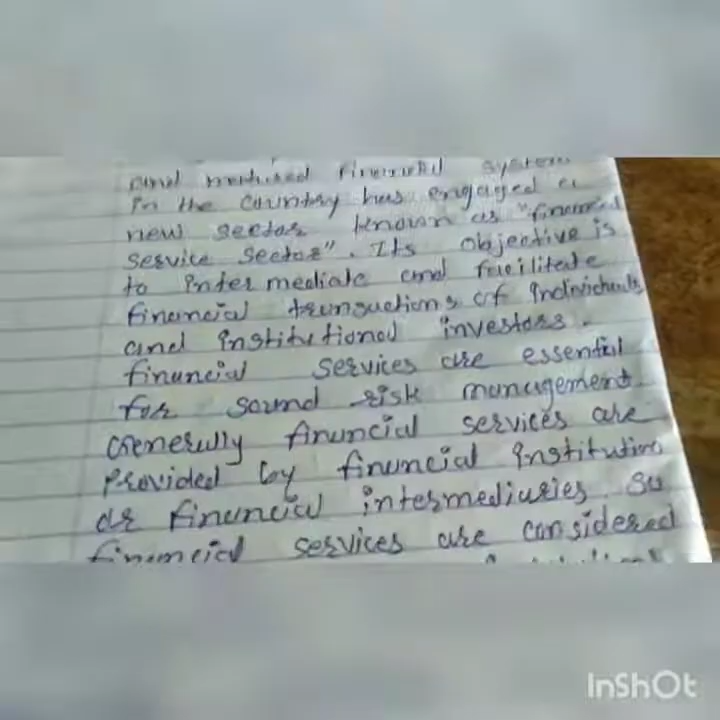 and financial system
in the country has engaged a
new sector known as "financial
service sector". Its objective is
to intermediate and facilitate
financial transactions of individuals
and institutional investors.
financial services are essential
for sound risk management.
Generally financial services are
Provided by financial institutions
or financial intermediaries. So
financial services are considered
InShOt